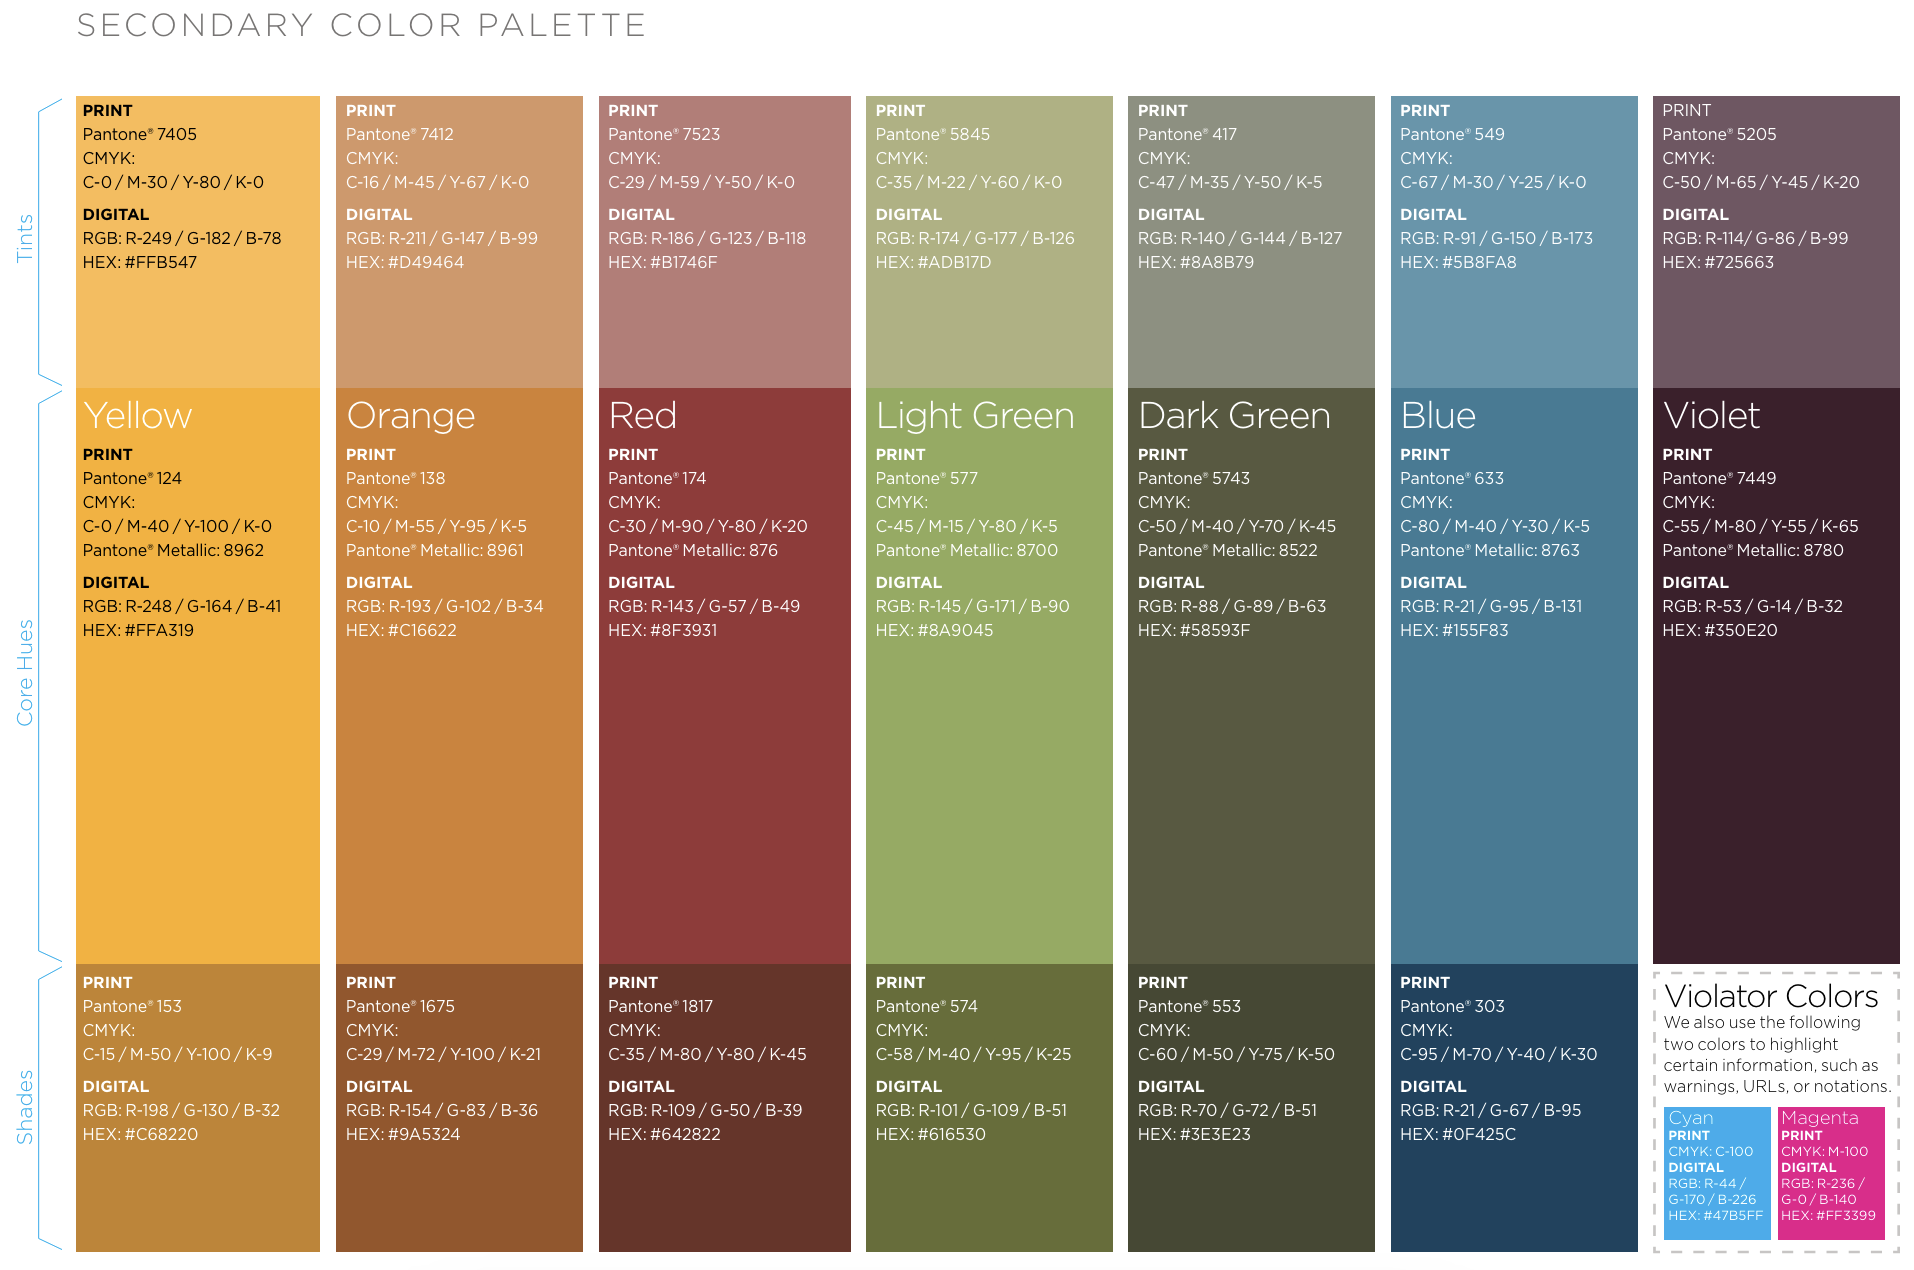 SECONDARY COLOR PALETTE
Tints
PRINT
Pantone® 7405
CMYK:
C-0 / M-30 / Y-80 / K-0
DIGITAL
RGB: R-249 / G-182 / B-78
HEX: #FFB547
PRINT
Pantone® 7412
CMYK:
C-16 / M-45 / Y-67 / K-0
DIGITAL
RGB: R-211 / G-147 / B-99
HEX: #D49464
PRINT
Pantone® 7523
CMYK:
C-29 / M-59 / Y-50 / K-0
DIGITAL
RGB: R-186 / G-123 / B-118
HEX: #B1746F
PRINT
Pantone® 5845
CMYK:
C-35 / M-22 / Y-60 / K-0
DIGITAL
RGB: R-174 / G-177 / B-126
HEX: #ADB17D
PRINT
Pantone® 417
CMYK:
C-47 / M-35 / Y-50 / K-5
DIGITAL
RGB: R-140 / G-144 / B-127
HEX: #8A8B79
PRINT
Pantone® 549
CMYK:
C-67 / M-30 / Y-25 / K-0
DIGITAL
RGB: R-91 / G-150 / B-173
HEX: #5B8FA8
PRINT
Pantone® 5205
CMYK:
C-50 / M-65 / Y-45 / K-20
DIGITAL
RGB: R-114/ G-86 / B-99
HEX: #725663
Core Hues
Yellow
PRINT
Pantone® 124
CMYK:
C-0 / M-40 / Y-100 / K-0
Pantone® Metallic: 8962
DIGITAL
RGB: R-248 / G-164 / B-41
HEX: #FFA319
Orange
PRINT
Pantone® 138
CMYK:
C-10 / M-55 / Y-95 / K-5
Pantone® Metallic: 8961
DIGITAL
RGB: R-193 / G-102 / B-34
HEX: #C16622
Red
PRINT
Pantone® 174
CMYK:
C-30 / M-90 / Y-80 / K-20
Pantone® Metallic: 876
DIGITAL
RGB: R-143 / G-57 / B-49
HEX: #8F3931
Light Green
PRINT
Pantone® 577
CMYK:
C-45 / M-15 / Y-80 / K-5
Pantone® Metallic: 8700
DIGITAL
RGB: R-145 / G-171 / B-90
HEX: #8A9045
Dark Green
PRINT
Pantone® 5743
CMYK:
C-50 / M-40 / Y-70 / K-45
Pantone® Metallic: 8522
DIGITAL
RGB: R-88 / G-89 / B-63
HEX: #58593F
Blue
PRINT
Pantone® 633
CMYK:
C-80 / M-40 / Y-30 / K-5
Pantone® Metallic: 8763
DIGITAL
RGB: R-21 / G-95 / B-131
HEX: #155F83
Violet
PRINT
Pantone® 7449
CMYK:
C-55 / M-80 / Y-55 / K-65
Pantone® Metallic: 8780
DIGITAL
RGB: R-53 / G-14 / B-32
HEX: #350E20
Shades
PRINT
Pantone® 153
CMYK:
C-15 / M-50 / Y-100 / K-9
DIGITAL
RGB: R-198 / G-130 / B-32
HEX: #C68220
PRINT
Pantone® 1675
CMYK:
C-29 / M-72 / Y-100 / K-21
DIGITAL
RGB: R-154 / G-83 / B-36
HEX: #9A5324
PRINT
Pantone® 1817
CMYK:
C-35 / M-80 / Y-80 / K-45
DIGITAL
RGB: R-109 / G-50 / B-39
HEX: #642822
PRINT
Pantone® 574
CMYK:
C-58 / M-40 / Y-95 / K-25
DIGITAL
RGB: R-101 / G-109 / B-51
HEX: #616530
PRINT
Pantone® 553
CMYK:
C-60 / M-50 / Y-75 / K-50
DIGITAL
RGB: R-70 / G-72 / B-51
HEX: #3E3E23
PRINT
Pantone® 303
CMYK:
C-95 / M-70 / Y-40 / K-30
DIGITAL
RGB: R-21 / G-67 / B-95
HEX: #0F425C
Violator Colors
We also use the following
two colors to highlight
certain information, such as
warnings, URLs, or notations.
Cyan
PRINT
CMYK: C-100
DIGITAL
RGB: R-44 /
G-170 / B-226
HEX: #47B5FF
Magenta
PRINT
CMYK: M-100
DIGITAL
RGB: R-236 /
G-0 / B-140
HEX: #FF3399